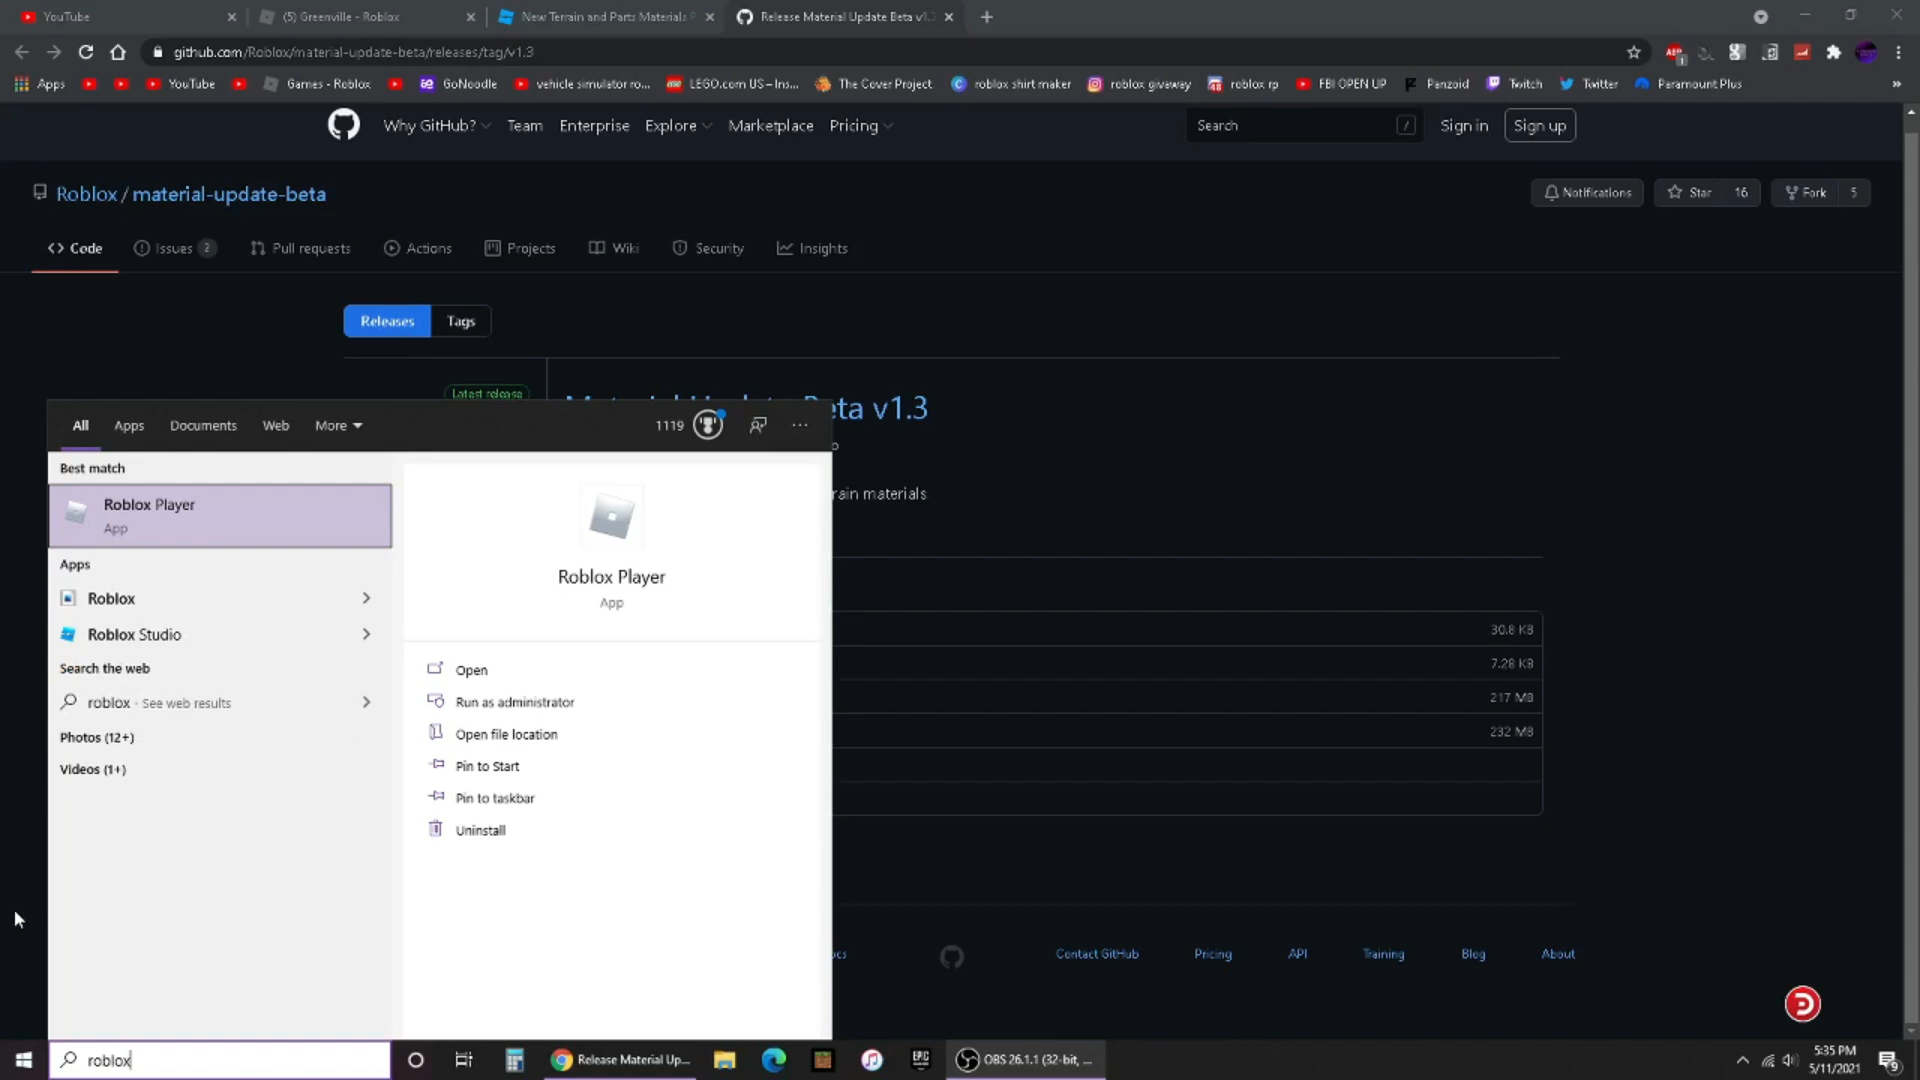 YouTube
(5) Greenville - Roblox
New Terrain and Parts Materials
Release Material Update Beta v1.
github.com/Roblox/material-update-beta/releases/tag/v1.3
Apps
YouTube
Games - Roblox
GoNoodle
vehicle simulator ro...
LEGO.com US – Ins...
The Cover Project
roblox shirt maker
roblox givaway
roblox rp
FBI OPEN UP
Panzoid
Twitch
Twitter
Paramount Plus
»
Why GitHub?
Team
Enterprise
Explore
Marketplace
Pricing
Search
/
Sign in
Sign up
Roblox / material-update-beta
Notifications
Star 16
Fork 5
Code
Issues 2
Pull requests
Actions
Projects
Wiki
Security
Insights
Releases
Tags
Latest release
eta v1.3
rain materials
30.8 KB
7.28 KB
217 MB
232 MB
All
Apps
Documents
Web
More
1119
Best match
Roblox Player
App
Apps
Roblox
Roblox Studio
Search the web
roblox - See web results
Photos (12+)
Videos (1+)
Roblox Player
App
Open
Run as administrator
Open file location
Pin to Start
Pin to taskbar
Uninstall
Contact GitHub
Pricing
API
Training
Blog
About
roblox
Release Material Up...
EPIC
OBS 26.1.1 (32-bit, ...
5:35 PM
5/11/2021
9